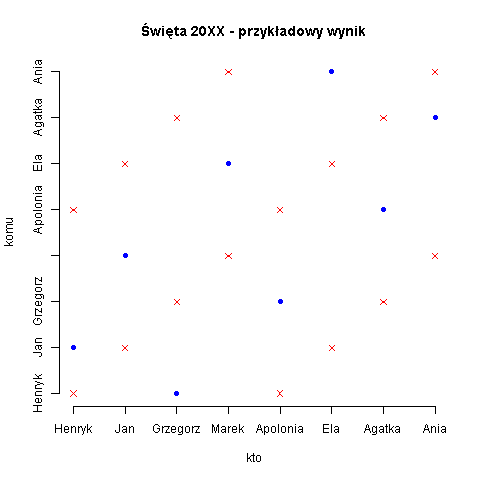 Święta 20XX - przykładowy wynik
komu
Ania
Agatka
Ela
Apolonia
Grzegorz
Jan
Henryk
Henryk Jan Grzegorz Marek Apolonia Ela Agatka Ania
kto